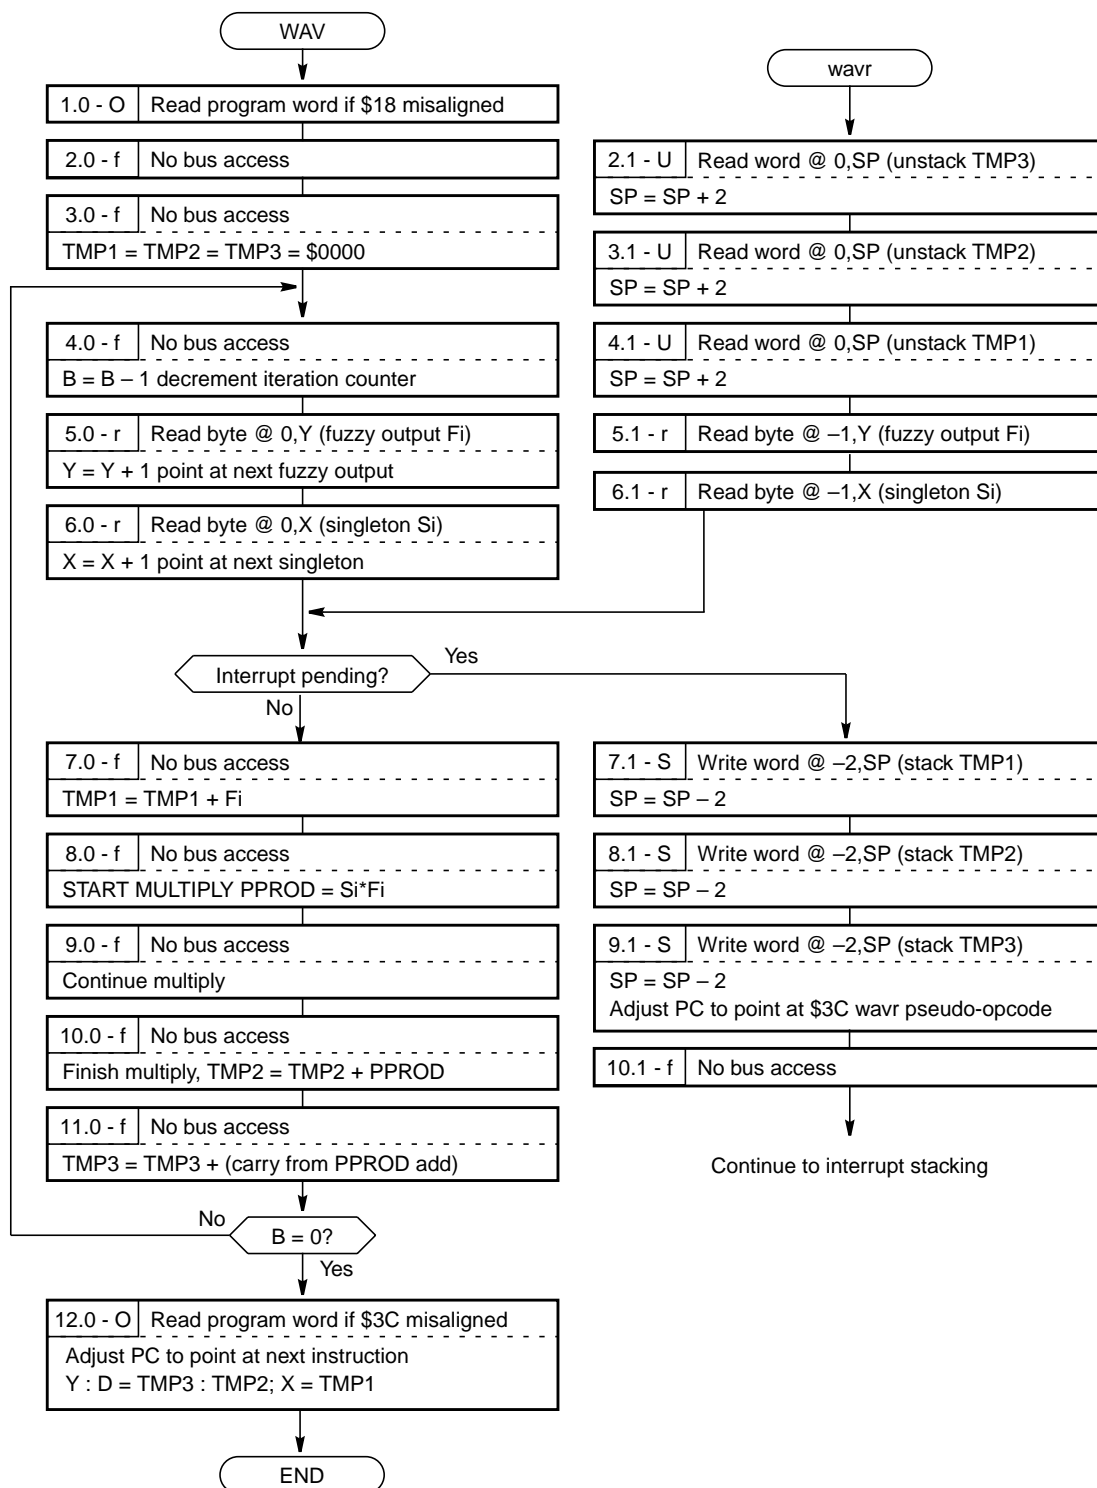 WAV
1.0 - O Read program word if $18 misaligned
2.0 - f No bus access
3.0 - f No bus access
TMP1 = TMP2 = TMP3 = $0000
4.0 - f No bus access
B = B – 1 decrement iteration counter
5.0 - r Read byte @ 0,Y (fuzzy output Fi)
Y = Y + 1 point at next fuzzy output
6.0 - r Read byte @ 0,X (singleton Si)
X = X + 1 point at next singleton
wavr
2.1 - U Read word @ 0,SP (unstack TMP3)
SP = SP + 2
3.1 - U Read word @ 0,SP (unstack TMP2)
SP = SP + 2
4.1 - U Read word @ 0,SP (unstack TMP1)
SP = SP + 2
5.1 - r Read byte @ –1,Y (fuzzy output Fi)
6.1 - r Read byte @ –1,X (singleton Si)
Interrupt pending?
Yes
No
7.0 - f No bus access
TMP1 = TMP1 + Fi
8.0 - f No bus access
START MULTIPLY PPROD = Si*Fi
9.0 - f No bus access
Continue multiply
10.0 - f No bus access
Finish multiply, TMP2 = TMP2 + PPROD
11.0 - f No bus access
TMP3 = TMP3 + (carry from PPROD add)
7.1 - S Write word @ –2,SP (stack TMP1)
SP = SP – 2
8.1 - S Write word @ –2,SP (stack TMP2)
SP = SP – 2
9.1 - S Write word @ –2,SP (stack TMP3)
SP = SP – 2
Adjust PC to point at $3C wavr pseudo-opcode
10.1 - f No bus access
Continue to interrupt stacking
No
B = 0?
Yes
12.0 - O Read program word if $3C misaligned
Adjust PC to point at next instruction
Y : D = TMP3 : TMP2; X = TMP1
END